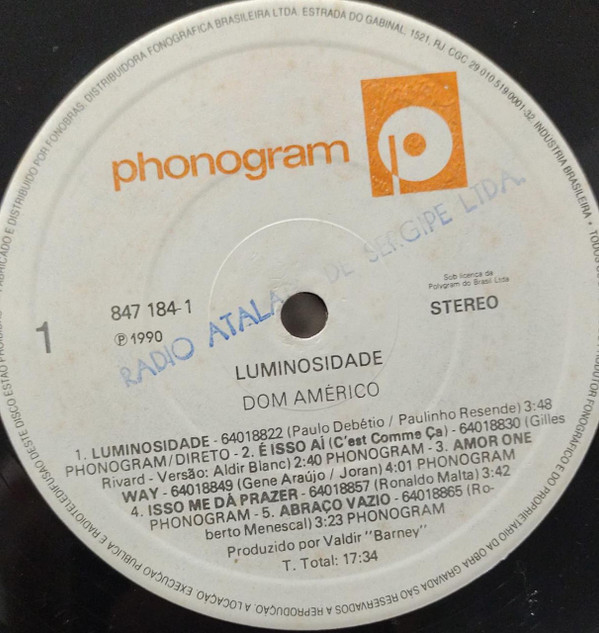 FABRICADO E DISTRIBUIDO POR FONOBRAS, DISTRIBUIDORA FONOGRÁFICA BRASILEIRA LTDA. ESTRADA DO GABINAL, 1521, RJ, CGC 29 010 519/0001-32, INDÚSTRIA BRASILEIRA • TODOS
phonogram
p
RADIO ATALAIA DE SERGIPE LTDA.
847 184-1
Ⓟ 1990
1
Sob licença da
Polygram do Brasil Ltda
STEREO
LUMINOSIDADE
DOM AMÉRICO
1. LUMINOSIDADE - 64018822 (Paulo Debétio / Paulinho Resende) 3:48
PHONOGRAM/DIRETO - 2. É ISSO AÍ (C'est Comme Ça) - 64018830 (Gilles
Rivard - Versão: Aldir Blanc) 2:40 PHONOGRAM - 3. AMOR ONE
WAY - 64018849 (Gene Araújo / Joran) 4:01 PHONOGRAM
4. ISSO ME DÁ PRAZER - 64018857 (Ronaldo Malta) 3:42
PHONOGRAM - 5. ABRAÇO VAZIO - 64018865 (Ro-
berto Menescal) 3:23 PHONOGRAM
Produzido por Valdir "Barney"
T. Total: 17:34
PRODUTOR FONOGRÁFICO E DO PROPRIETÁRIO DA OBRA GRAVADA SÃO RESERVADOS A REPRODUÇÃO, A LOCAÇÃO, EXECUÇÃO PÚBLICA E RADIOTELEDIFUSÃO DESTE DISCO ESTÃO PROIBIDAS